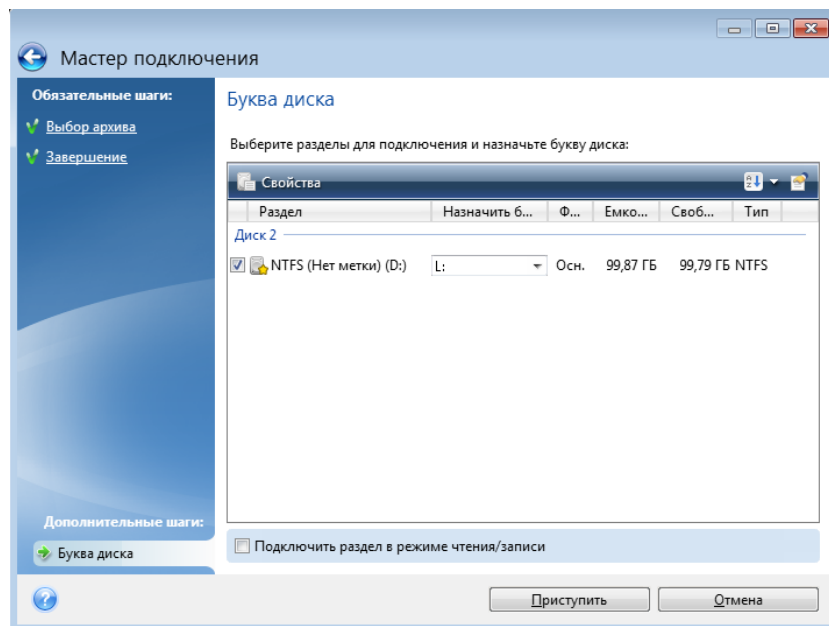 Мастер подключения
Обязательные шаги:
Выбор архива
Завершение
Буква диска
Выберите разделы для подключения и назначьте букву диска:
Свойства
Раздел Назначить б... Ф... Емко... Своб... Тип
Диск 2
NTFS (Нет метки) (D:) L: Осн. 99,87 ГБ 99,79 ГБ NTFS
Дополнительные шаги:
Буква диска
Подключить раздел в режиме чтения/записи
Приступить Отмена